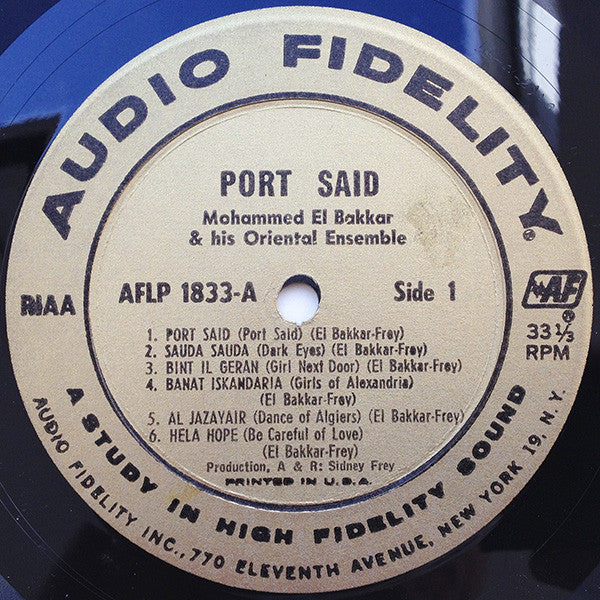 AUDIO FIDELITY
PORT SAID
Mohammed El Bakkar
& his Oriental Ensemble
RIAA
AFLP 1833-A
Side 1
AF
33 1/3
RPM
1. PORT SAID (Port Said) (El Bakkar-Frey)
2. SAUDA SAUDA (Dark Eyes) (El Bakkar-Frey)
3. BINT IL GERAN (Girl Next Door) (El Bakkar-Frey)
4. BANAT ISKANDARIA (Girls of Alexandria)
(El Bakkar-Frey)
5. AL JAZAYAIR (Dance of Algiers) (El Bakkar-Frey)
6. HELA HOPE (Be Careful of Love)
(El Bakkar-Frey)
Production, A & R: Sidney Frey
PRINTED IN U.S.A.
A STUDY IN HIGH FIDELITY SOUND
AUDIO FIDELITY INC., 770 ELEVENTH AVENUE, NEW YORK 19, N.Y.